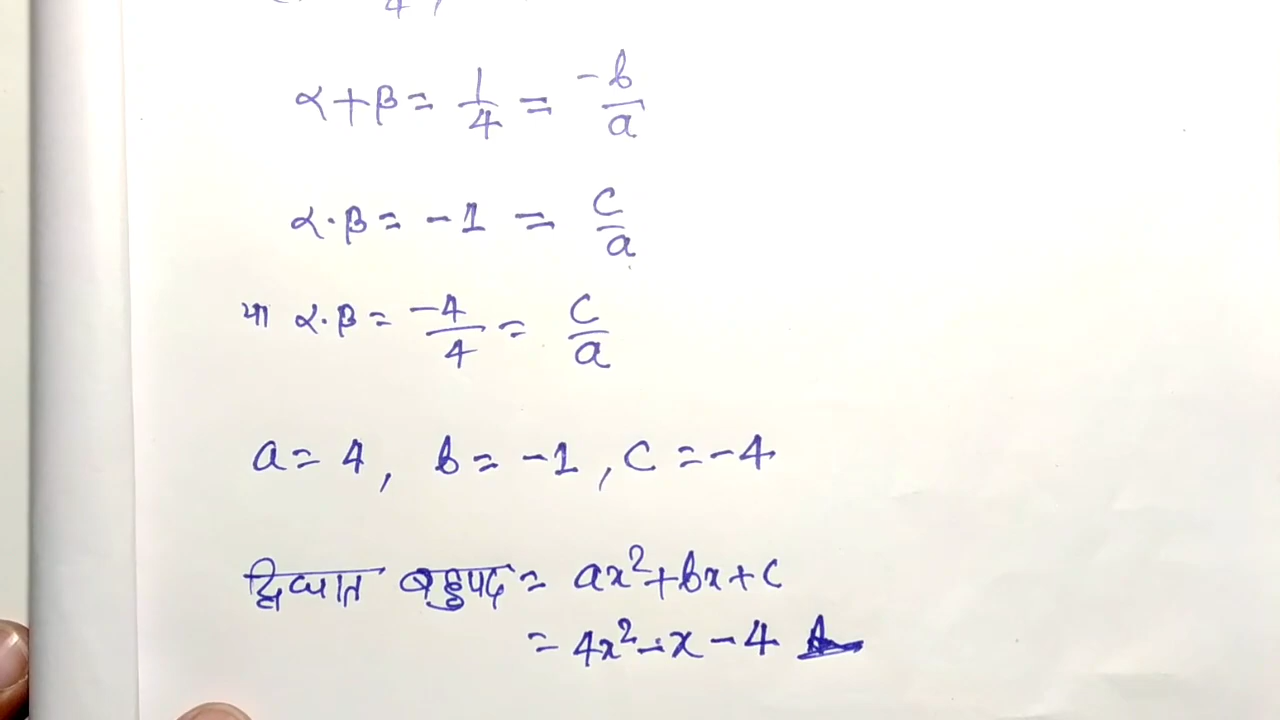 α+β = 1/4 = -b/a
α·β = -1 = c/a
या α·β = -4/4 = c/a
a = 4, b = -1, c = -4
द्विघात बहुपद = ax²+bx+c
= 4x²-x-4